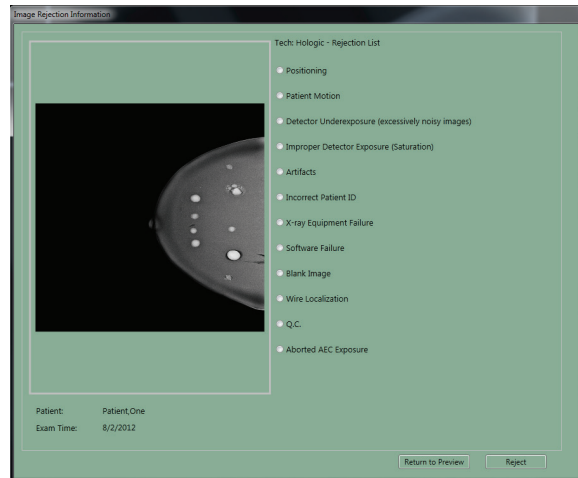 Image Rejection Information
Tech: Hologic - Rejection List
Positioning
Patient Motion
Detector Underexposure (excessively noisy images)
Improper Detector Exposure (Saturation)
Artifacts
Incorrect Patient ID
X-ray Equipment Failure
Software Failure
Blank Image
Wire Localization
Q.C.
Aborted AEC Exposure
Patient: Patient,One
Exam Time: 8/2/2012
Return to Preview Reject